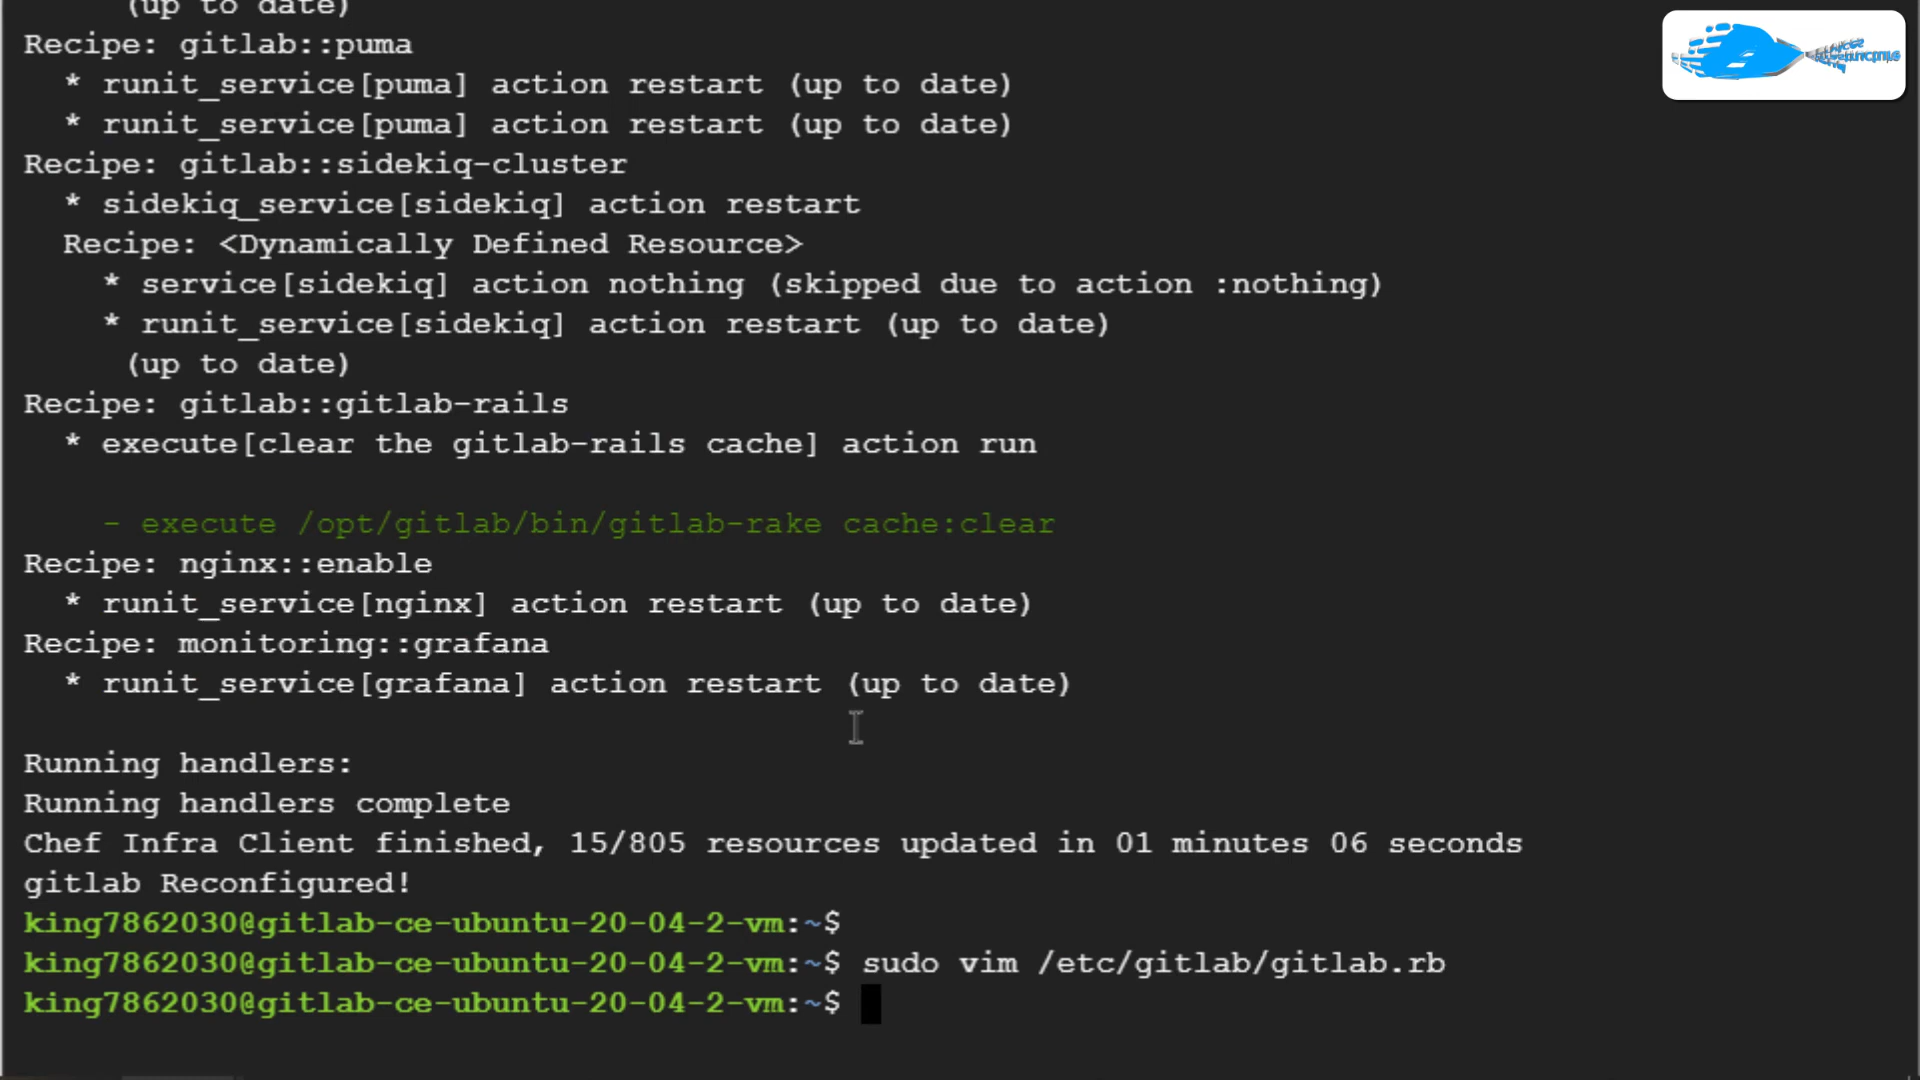 (up to date)
Recipe: gitlab::puma
* runit_service[puma] action restart (up to date)
* runit_service[puma] action restart (up to date)
Recipe: gitlab::sidekiq-cluster
* sidekiq_service[sidekiq] action restart
Recipe: <Dynamically Defined Resource>
* service[sidekiq] action nothing (skipped due to action :nothing)
* runit_service[sidekiq] action restart (up to date)
(up to date)
Recipe: gitlab::gitlab-rails
* execute[clear the gitlab-rails cache] action run
- execute /opt/gitlab/bin/gitlab-rake cache:clear
Recipe: nginx::enable
* runit_service[nginx] action restart (up to date)
Recipe: monitoring::grafana
* runit_service[grafana] action restart (up to date)
Running handlers:
Running handlers complete
Chef Infra Client finished, 15/805 resources updated in 01 minutes 06 seconds
gitlab Reconfigured!
king7862030@gitlab-ce-ubuntu-20-04-2-vm:~$
king7862030@gitlab-ce-ubuntu-20-04-2-vm:~$ sudo vim /etc/gitlab/gitlab.rb
king7862030@gitlab-ce-ubuntu-20-04-2-vm:~$